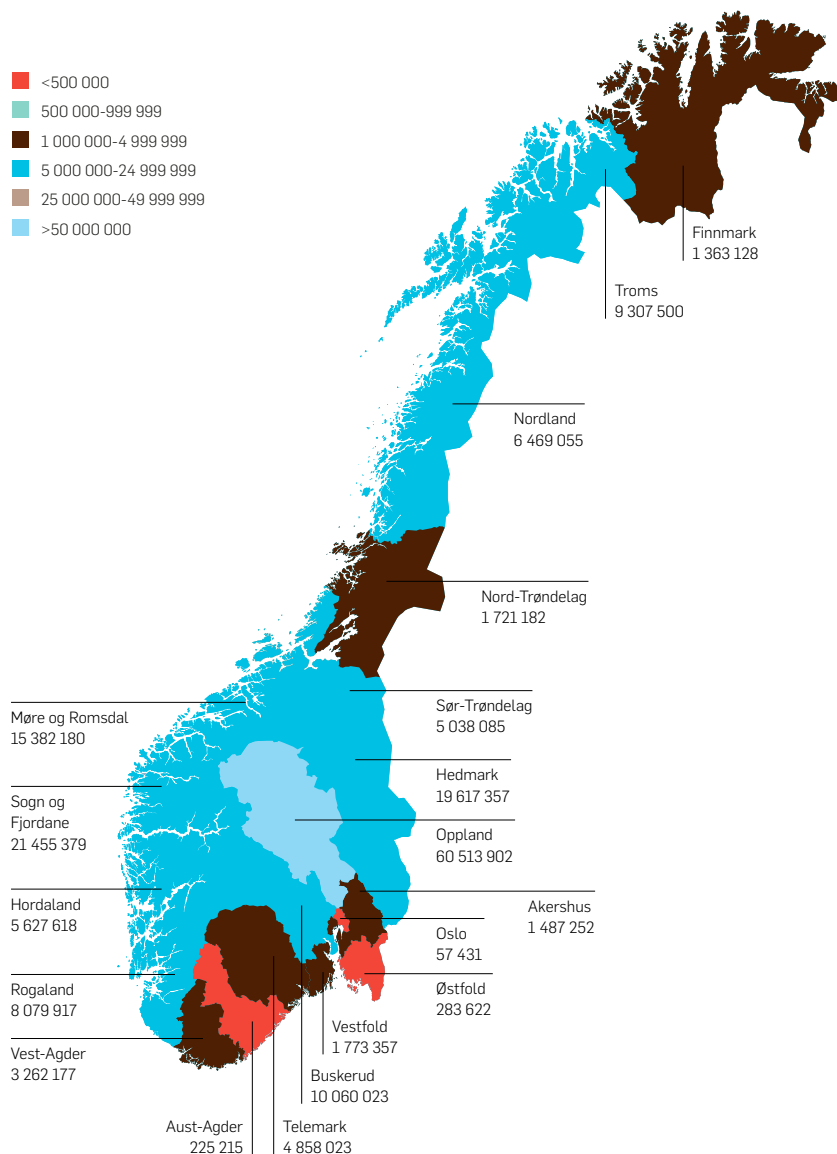 <500 000
500 000-999 999
1 000 000-4 999 999
5 000 000-24 999 999
25 000 000-49 999 999
>50 000 000
Finnmark
1 363 128
Troms
9 307 500
Nordland
6 469 055
Nord-Trøndelag
1 721 182
Møre og Romsdal
15 382 180
Sør-Trøndelag
5 038 085
Hedmark
19 617 357
Sogn og
Fjordane
21 455 379
Oppland
60 513 902
Hordaland
5 627 618
Akershus
1 487 252
Oslo
57 431
Rogaland
8 079 917
Østfold
283 622
Vestfold
1 773 357
Vest-Agder
3 262 177
Buskerud
10 060 023
Aust-Agder
225 215
Telemark
4 858 023